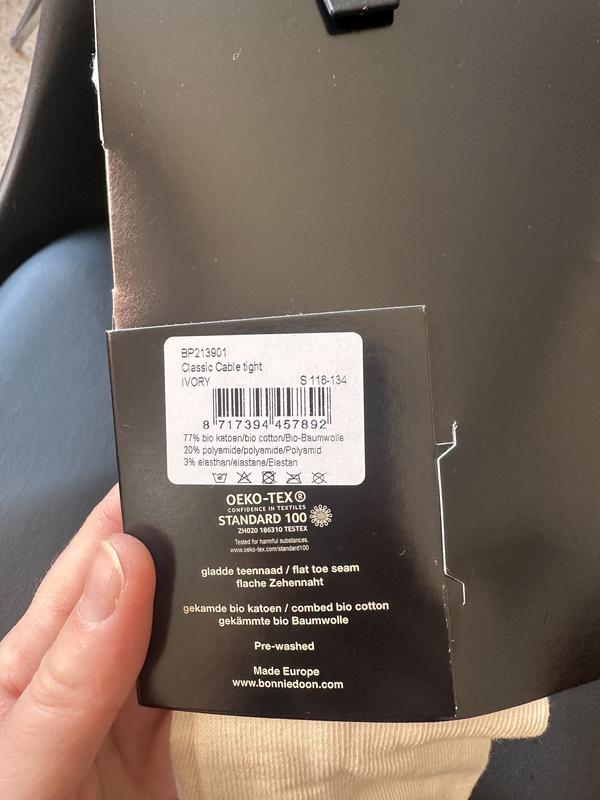 BP213901
Classic Cable tight
IVORY S 116-134
8 717394 457892
77% bio katoen/bio cotton/Bio-Baumwolle
20% polyamide/polyamide/Polyamid
3% elasthan/elastane/Elastan
OEKO-TEX®
CONFIDENCE IN TEXTILES
STANDARD 100
ZH020 186310 TESTEX
Tested for harmful substances.
www.oeko-tex.com/standard100
gladde teennaad / flat toe seam
flache Zehennaht
gekamde bio katoen / combed bio cotton
gekämmte bio Baumwolle
Pre-washed
Made Europe
www.bonniedoon.com